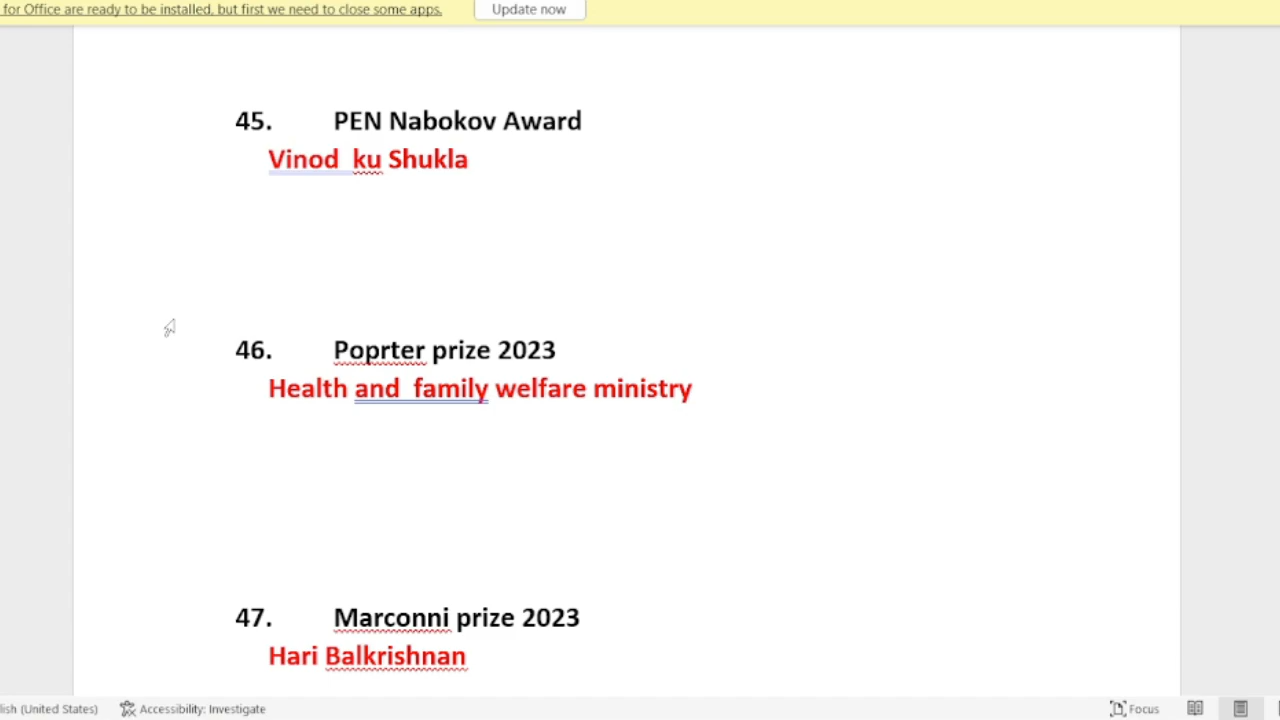 for Office are ready to be installed, but first we need to close some apps. Update now
45. PEN Nabokov Award
Vinod ku Shukla
46. Poprter prize 2023
Health and family welfare ministry
47. Marconni prize 2023
Hari Balkrishnan
lish (United States) Accessibility: Investigate Focus